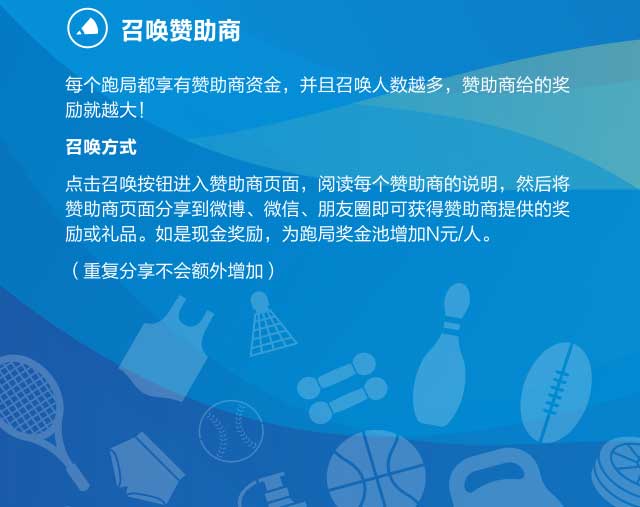 召唤赞助商
每个跑局都享有赞助商资金，并且召唤人数越多，赞助商给的奖
励就越大！
召唤方式
点击召唤按钮进入赞助商页面，阅读每个赞助商的说明，然后将
赞助商页面分享到微博、微信、朋友圈即可获得赞助商提供的奖
励或礼品。如是现金奖励，为跑局奖金池增加N元/人。
（重复分享不会额外增加）